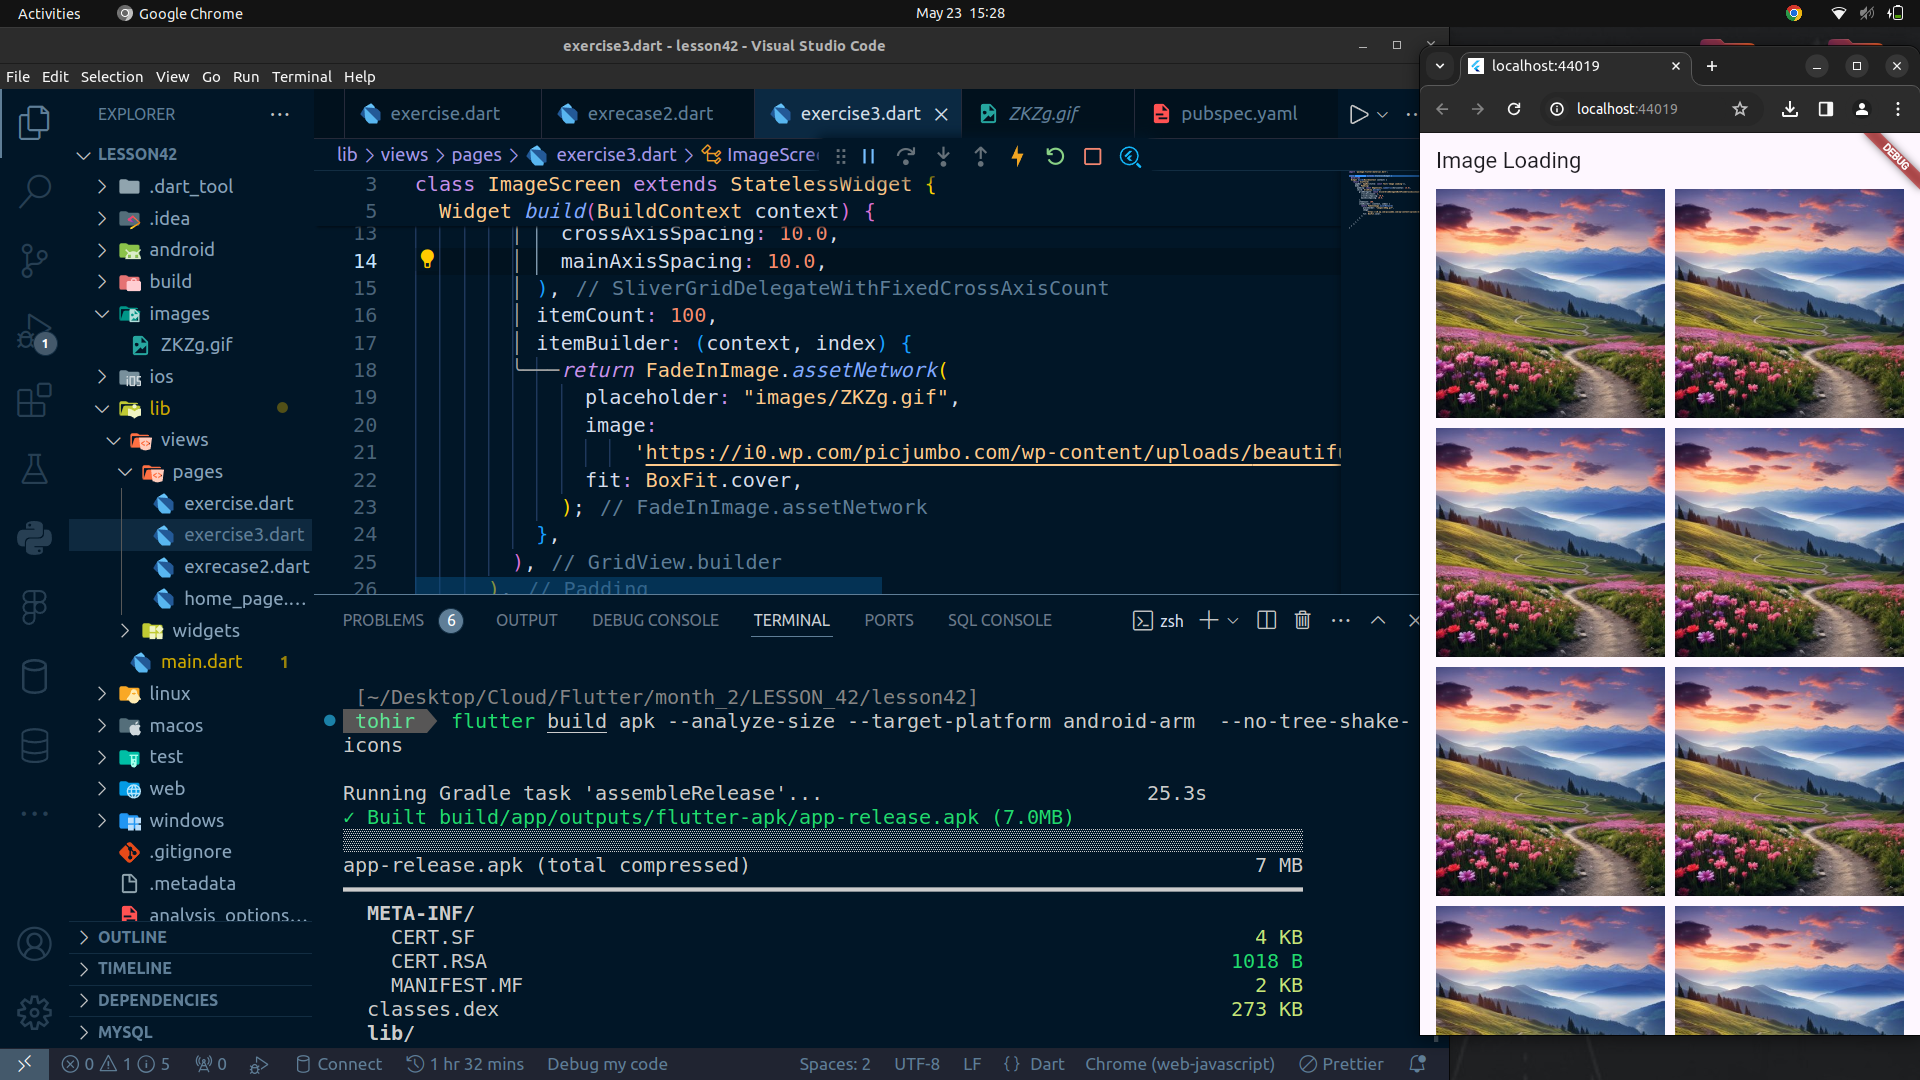 Activities
Google Chrome
May 23 15:28
exercise3.dart - lesson42 - Visual Studio Code
File Edit Selection View Go Run Terminal Help
EXPLORER
LESSON42
.dart_tool
.idea
android
build
images
ZKZg.gif
ios
lib
views
pages
exercise.dart
exercise3.dart
exrecase2.dart
home_page....
widgets
main.dart 1
linux
macos
test
web
windows
.gitignore
.metadata
analysis_options...
OUTLINE
TIMELINE
DEPENDENCIES
MYSQL
1
exercise.dart
exrecase2.dart
exercise3.dart
ZKZg.gif
pubspec.yaml
lib > views > pages > exercise3.dart > ImageScre
3 class ImageScreen extends StatelessWidget {
5 Widget build(BuildContext context) {
13 crossAxisSpacing: 10.0,
14 mainAxisSpacing: 10.0,
15 ), // SliverGridDelegateWithFixedCrossAxisCount
16 itemCount: 100,
17 itemBuilder: (context, index) {
18 return FadeInImage.assetNetwork(
19 placeholder: "images/ZKZg.gif",
20 image:
21 'https://i0.wp.com/picjumbo.com/wp-content/uploads/beautifu
22 fit: BoxFit.cover,
23 ); // FadeInImage.assetNetwork
24 },
25 ), // GridView.builder
26 ), // Padding
PROBLEMS 6 OUTPUT DEBUG CONSOLE TERMINAL PORTS SQL CONSOLE
zsh
[~/Desktop/Cloud/Flutter/month_2/LESSON_42/lesson42]
tohir flutter build apk --analyze-size --target-platform android-arm --no-tree-shake-
icons
Running Gradle task 'assembleRelease'... 25.3s
✓ Built build/app/outputs/flutter-apk/app-release.apk (7.0MB)
app-release.apk (total compressed) 7 MB
META-INF/
CERT.SF 4 KB
CERT.RSA 1018 B
MANIFEST.MF 2 KB
classes.dex 273 KB
lib/
0 1 5 0 Connect 1 hr 32 mins Debug my code Spaces: 2 UTF-8 LF {} Dart Chrome (web-javascript) Prettier
localhost:44019
localhost:44019
Image Loading
DEBUG